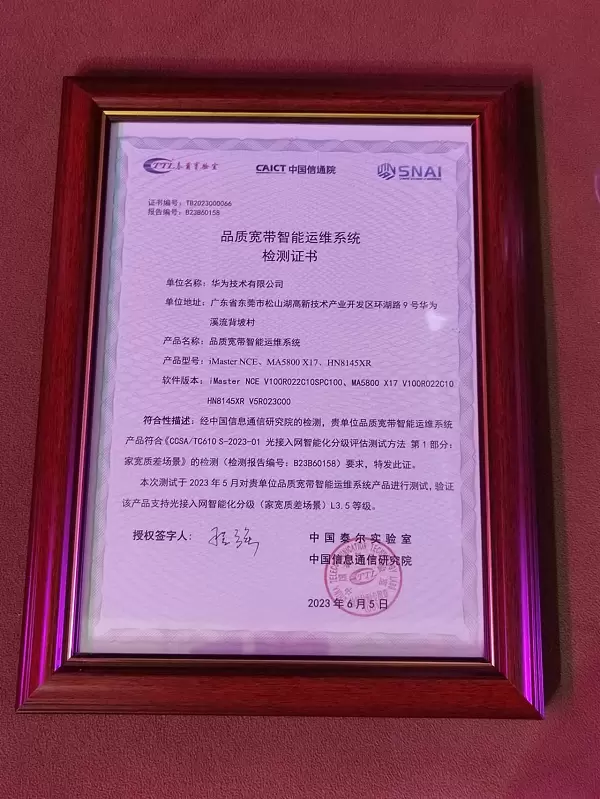 CTTL 泰尔实验室 CAICT 中国信通院 SNAI
证书编号：TB2023Q00066
报告编号：B23B60158
品质宽带智能运维系统
检测证书
单位名称：华为技术有限公司
单位地址：广东省东莞市松山湖高新技术产业开发区环湖路 9 号华为
溪流背坡村
产品名称：品质宽带智能运维系统
产品型号：iMaster NCE、MA5800 X17、HN8145XR
软件版本：iMaster NCE V100R022C10SPC100、MA5800 X17 V100R022C10
HN8145XR V5R023C00
符合性描述：经中国信息通信研究院的检测，贵单位品质宽带智能运维系统
产品符合《CCSA/TC610 S-2023-01 光接入网智能化分级评估测试方法 第 1 部分：
家宽质差场景》的检测（检测报告编号：B23B60158）要求，特发此证。
本次测试于 2023 年 5 月对贵单位品质宽带智能运维系统产品进行测试，验证
该产品支持光接入网智能化分级（家宽质差场景）L3.5 等级。
授权签字人：
中国泰尔实验室
中国信息通信研究院
CTTL
2023 年 6 月 5 日